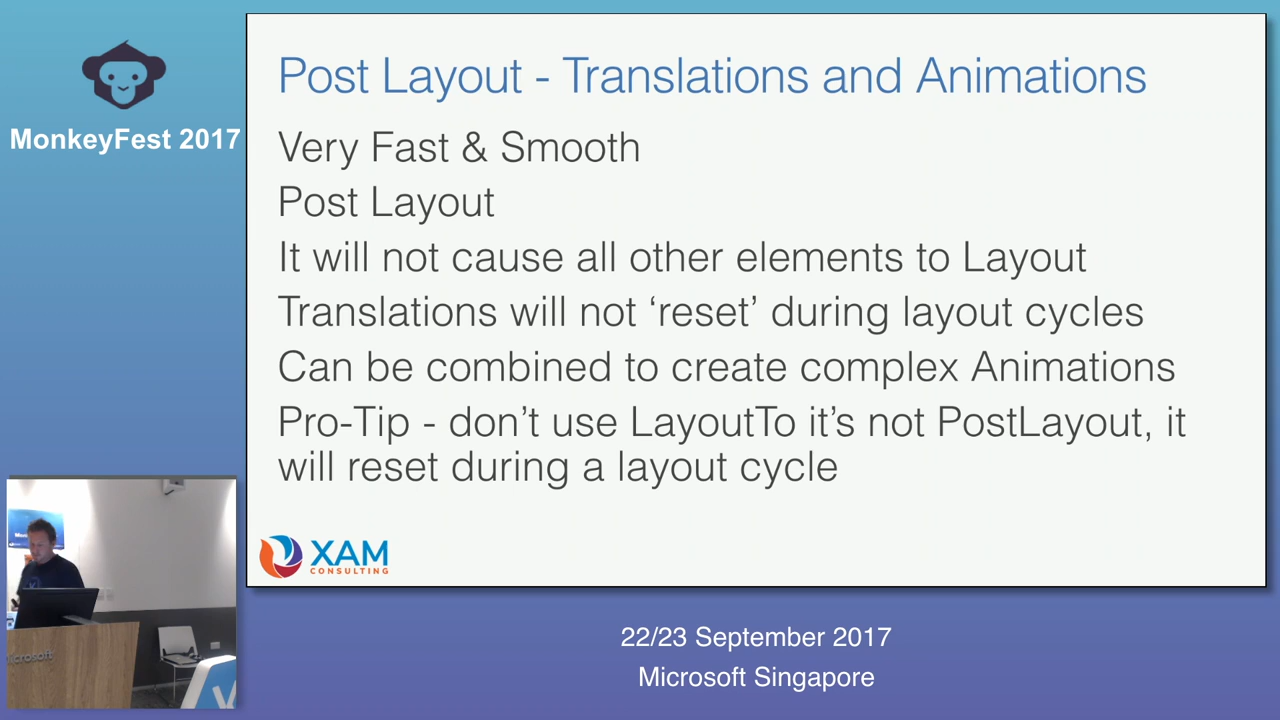 MonkeyFest 2017
Post Layout - Translations and Animations
Very Fast & Smooth
Post Layout
It will not cause all other elements to Layout
Translations will not ‘reset’ during layout cycles
Can be combined to create complex Animations
Pro-Tip - don’t use LayoutTo it’s not PostLayout, it
will reset during a layout cycle
XAM
CONSULTING
Microsoft
22/23 September 2017
Microsoft Singapore